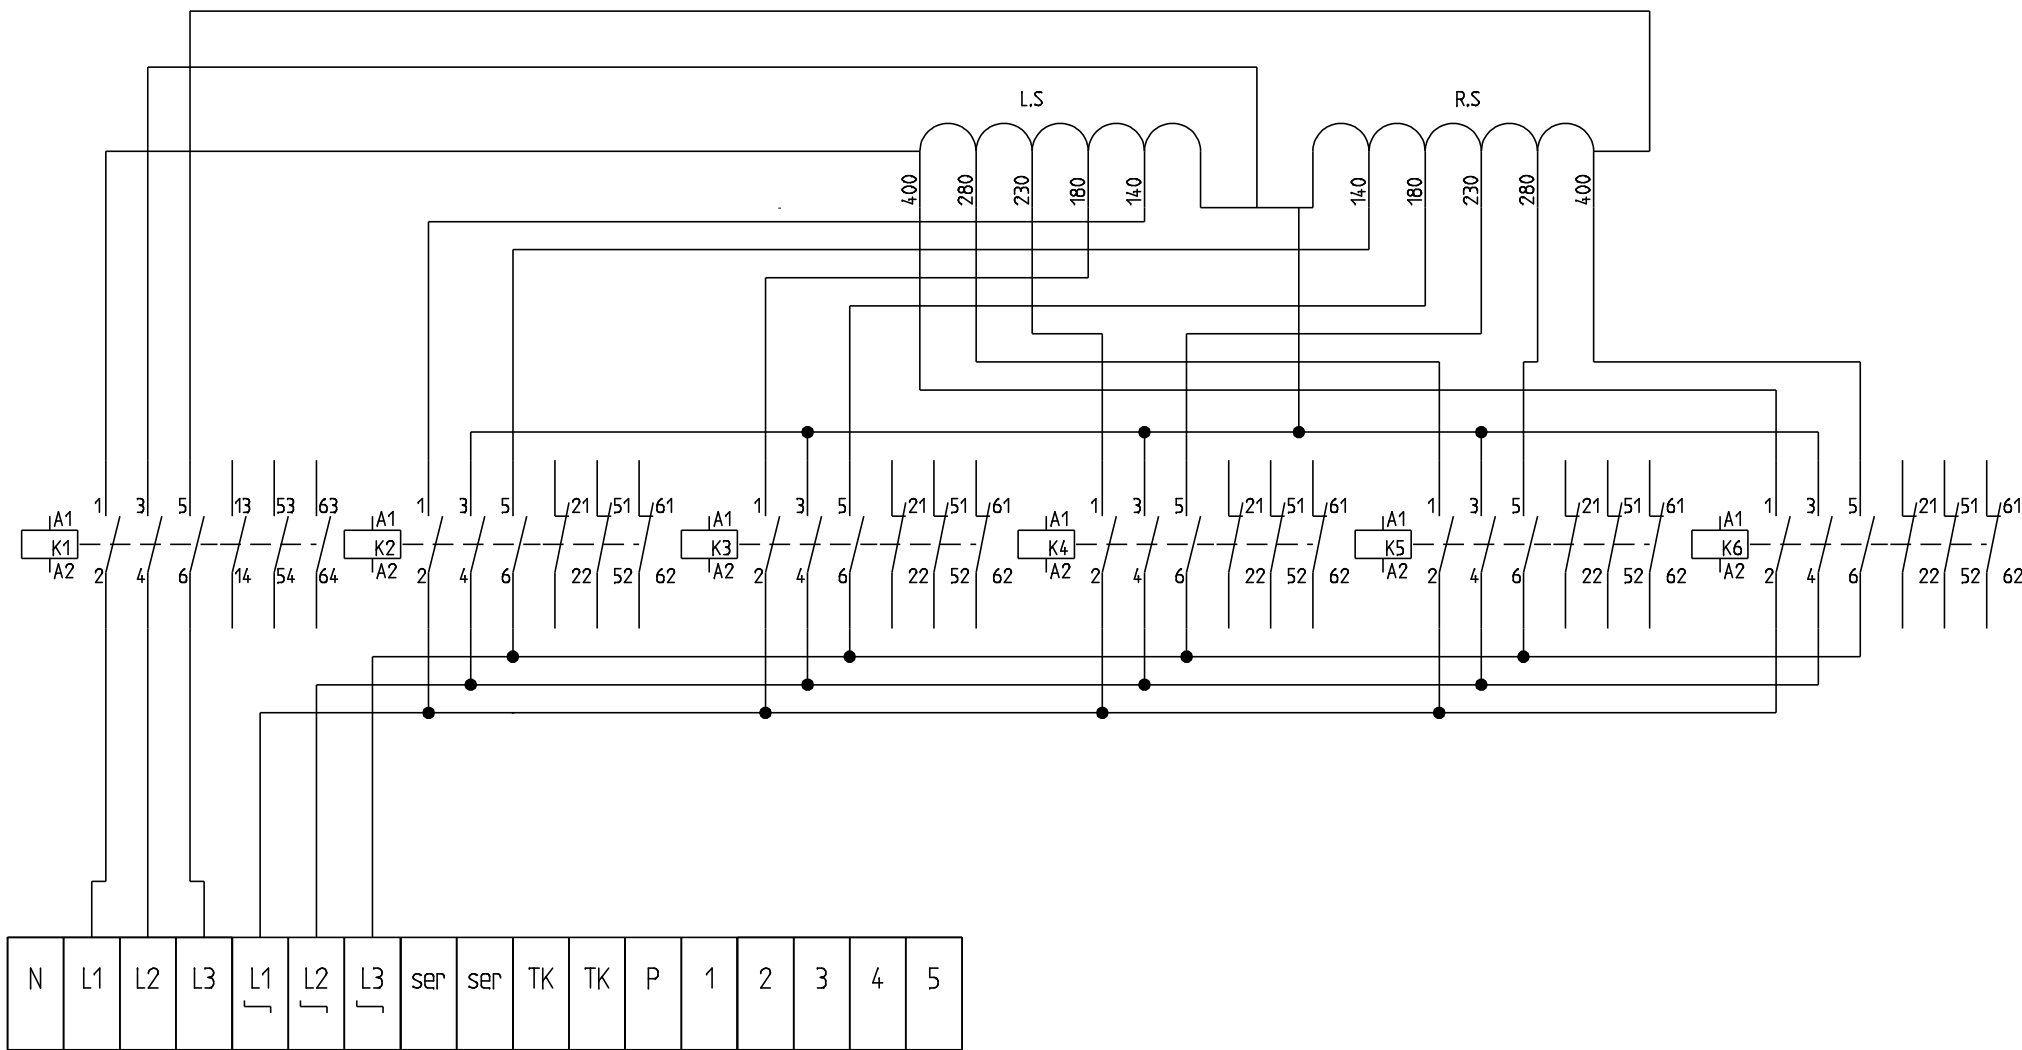 L.S R.S
400 280 230 180 140 140 180 230 280 400
1 3 5 13 53 63 1 3 5 21 51 61 1 3 5 21 51 61 1 3 5 21 51 61 1 3 5 21 51 61 1 3 5 21 51 61
A1 A1 A1 A1 A1 A1
K1 K2 K3 K4 K5 K6
A2 A2 A2 A2 A2 A2
2 4 6 14 54 64 2 4 6 22 52 62 2 4 6 22 52 62 2 4 6 22 52 62 2 4 6 22 52 62 2 4 6 22 52 62
N L1 L2 L3 L1 L2 L3 ser ser TK TK P 1 2 3 4 5